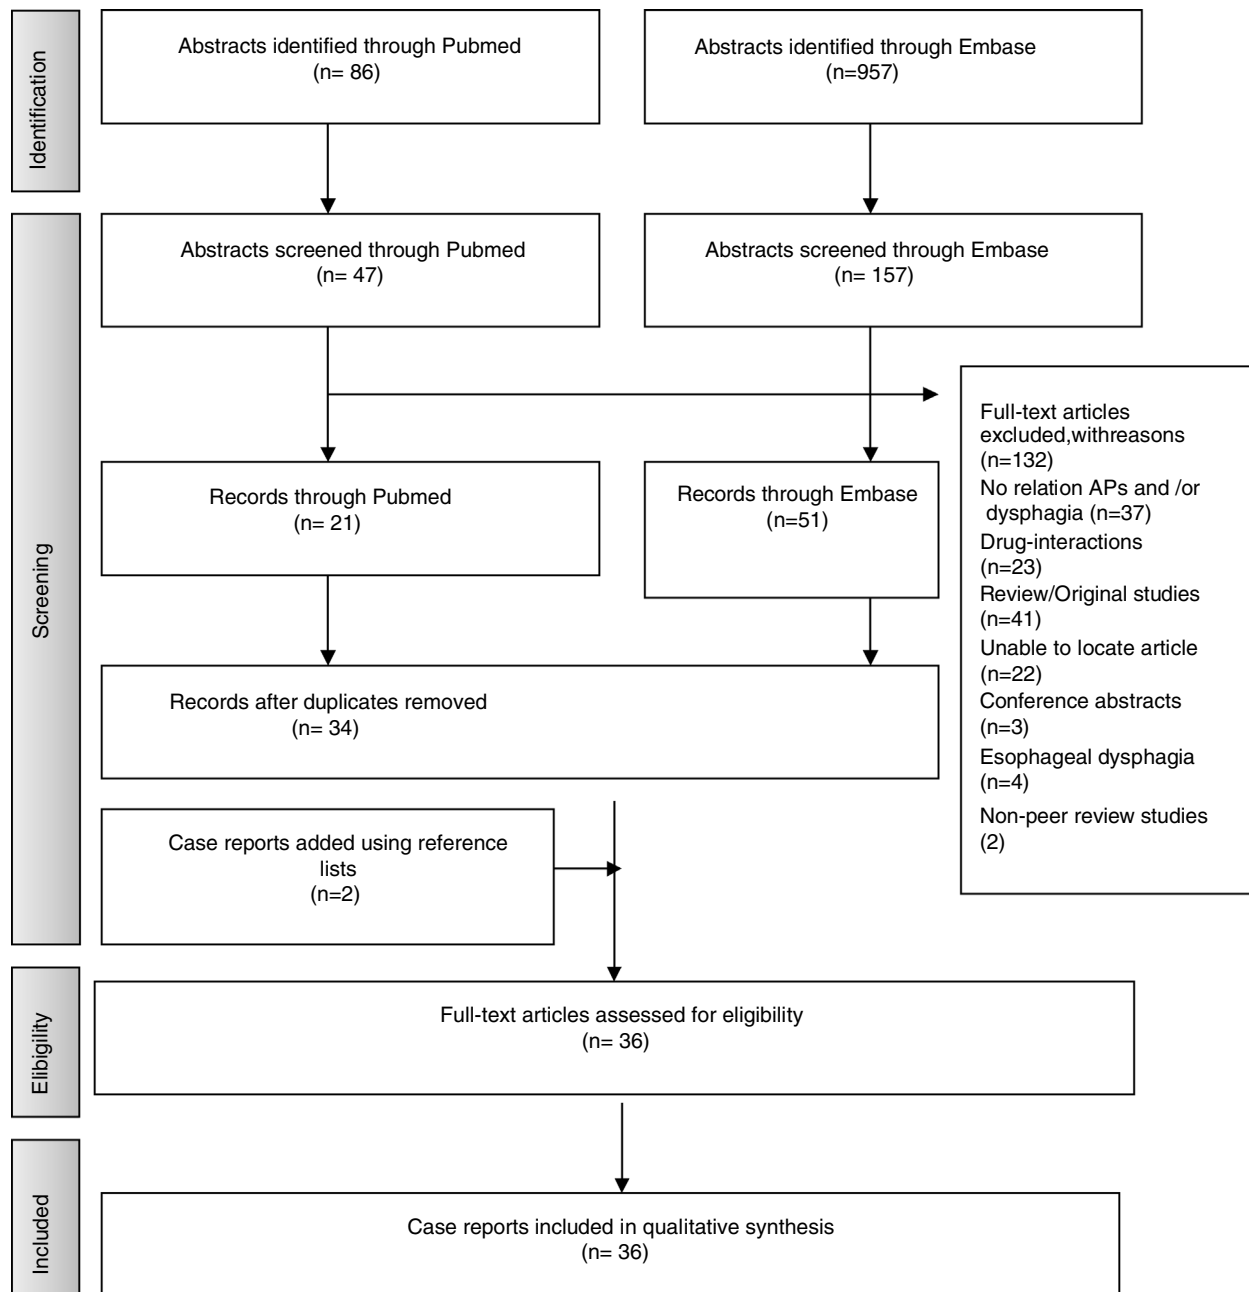 Identification
Abstracts identified through Pubmed
(n= 86)
Abstracts identified through Embase
(n=957)
Screening
Abstracts screened through Pubmed
(n= 47)
Abstracts screened through Embase
(n= 157)
Full-text articles
excluded,withreasons
(n=132)
No relation APs and /or
dysphagia (n=37)
Drug-interactions
(n=23)
Review/Original studies
(n=41)
Unable to locate article
(n=22)
Conference abstracts
(n=3)
Esophageal dysphagia
(n=4)
Non-peer review studies
(2)
Records through Pubmed
(n= 21)
Records through Embase
(n=51)
Records after duplicates removed
(n= 34)
Case reports added using reference
lists
(n=2)
Elibigility
Full-text articles assessed for eligibility
(n= 36)
Included
Case reports included in qualitative synthesis
(n= 36)